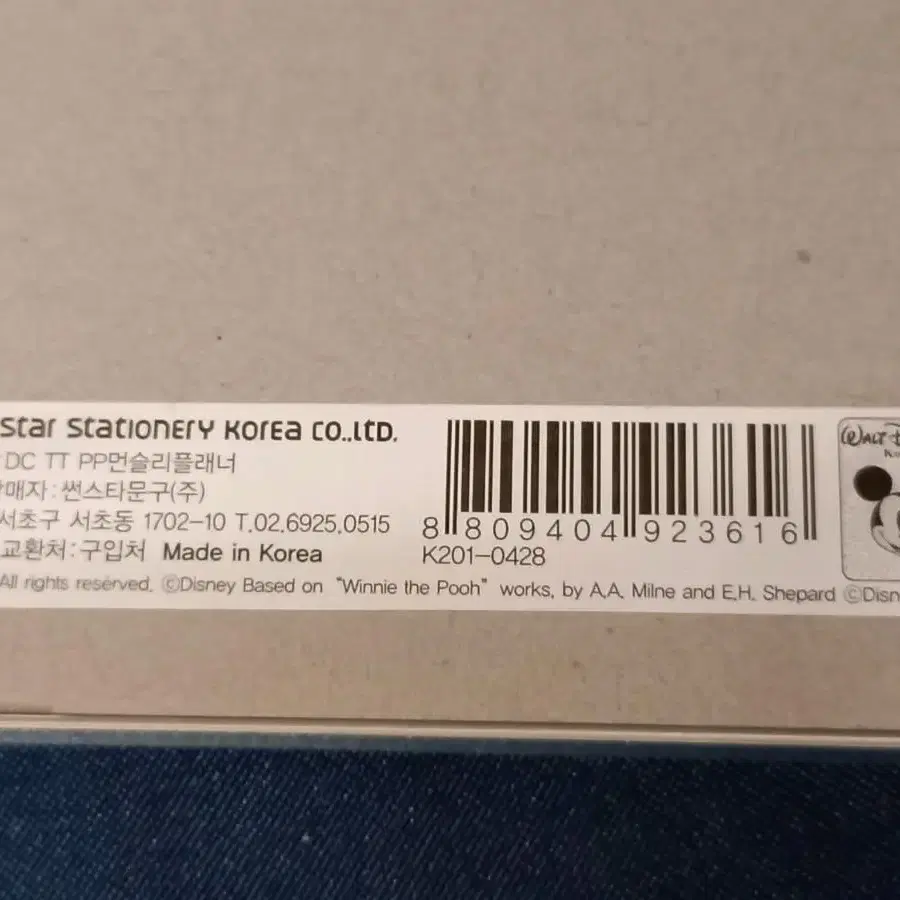 Star Stationery Korea CO.,LTD.
DC TT PP먼슬리플래너
매자:썬스타문구(주)
서초구 서초동 1702-10 T.02.6925.0515
교환처:구입처 Made in Korea
8 809404 923616
K201-0428
All rights reserved. ©Disney Based on “Winnie the Pooh” works, by A.A. Milne and E.H. Shepard ©Disn
WALT